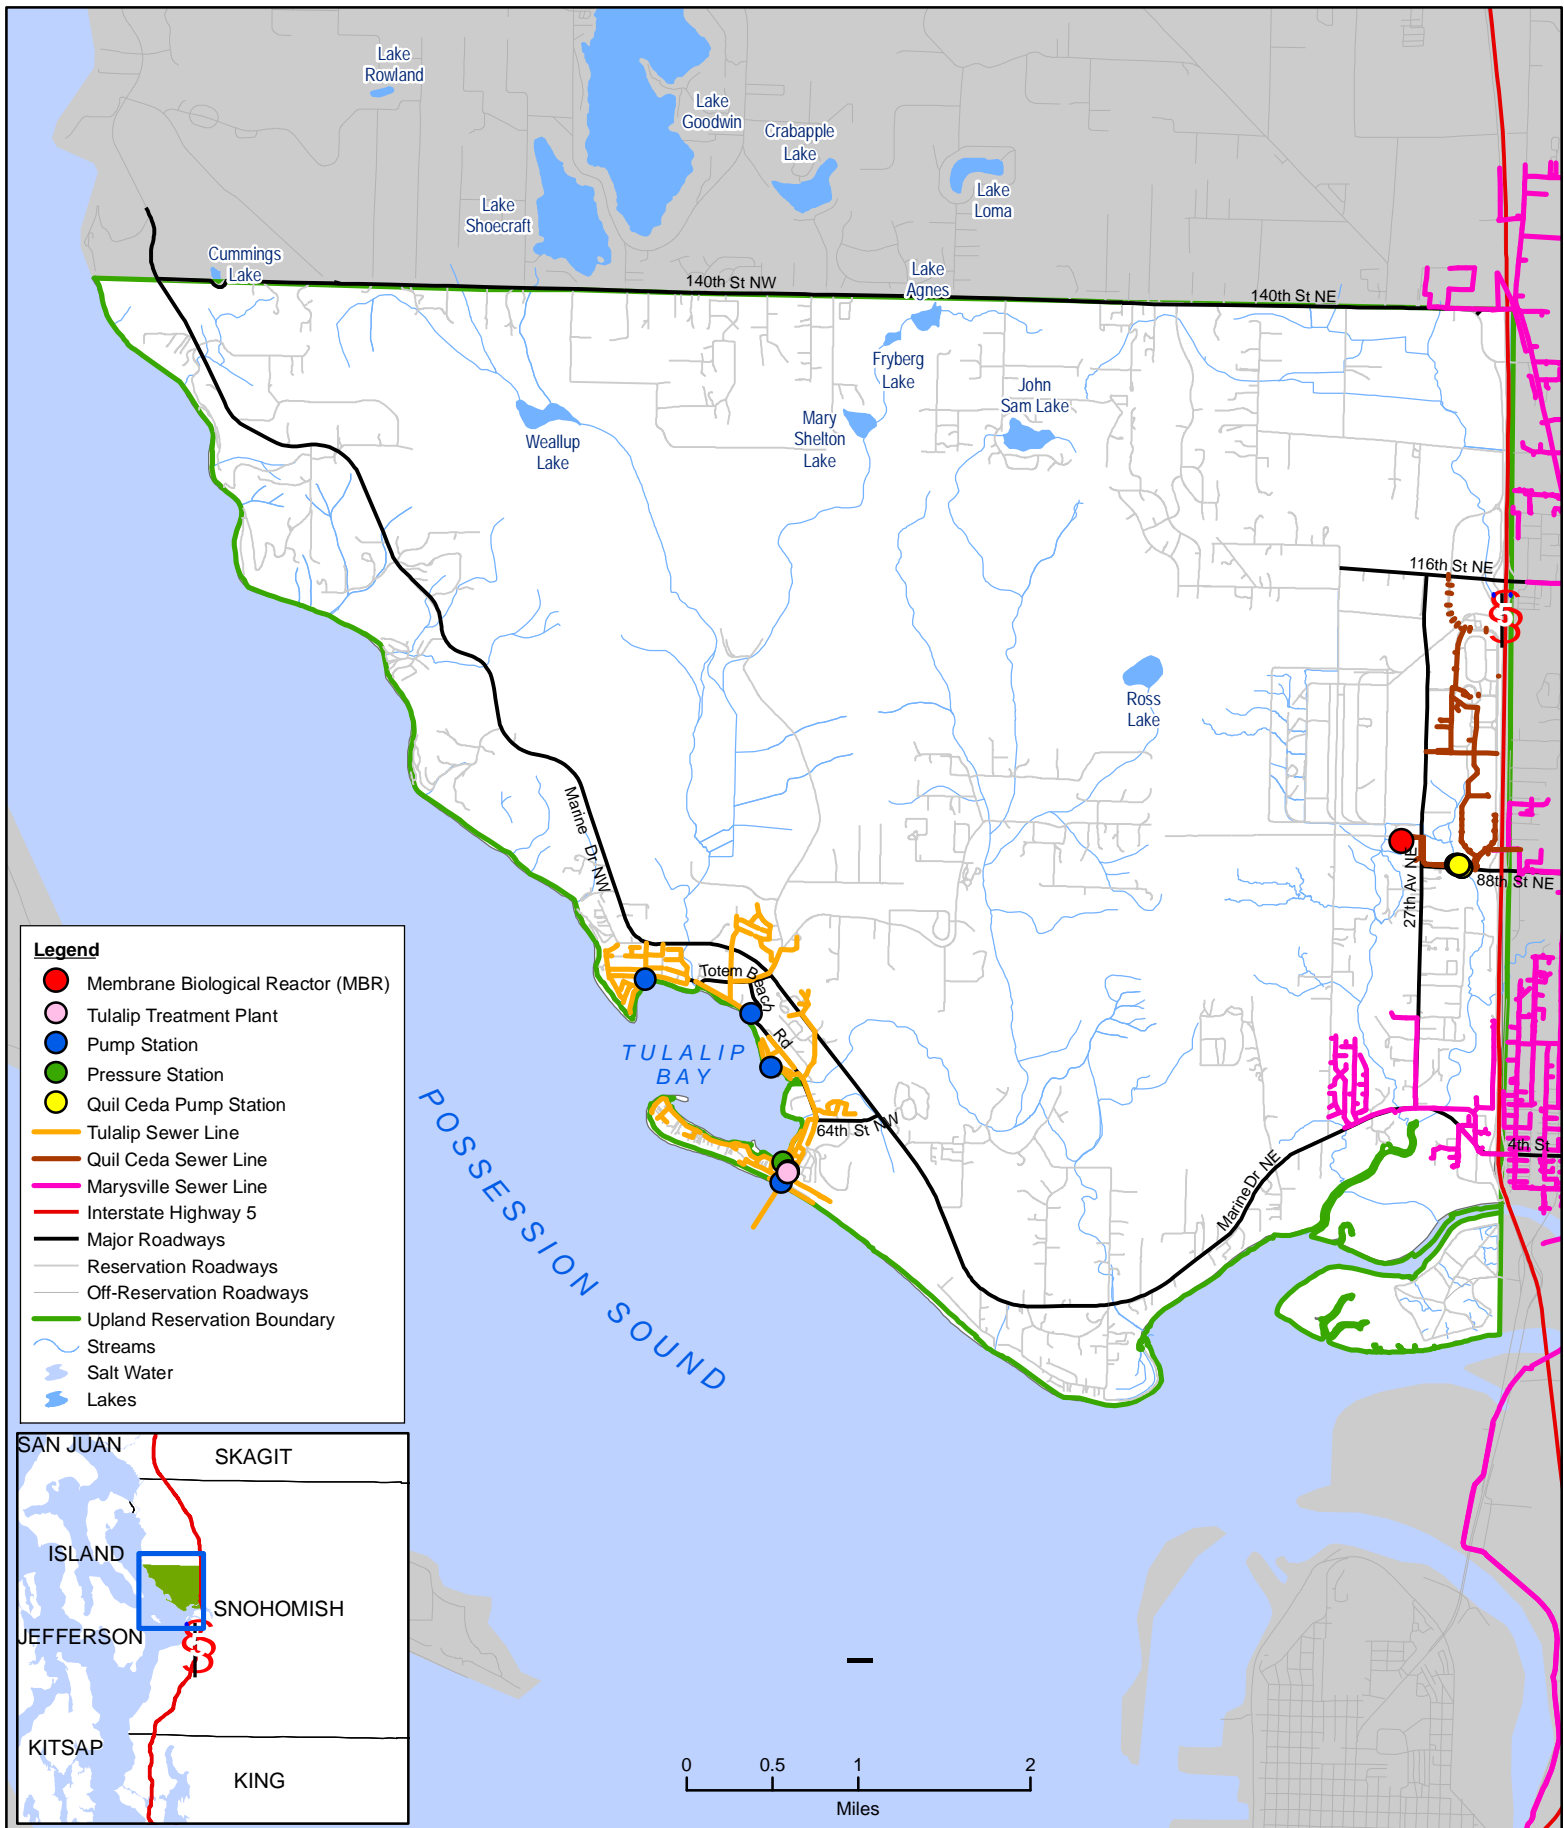 Lake
Rowland
Lake
Goodwin
Crabapple
Lake
Lake
Loma
Lake
Shoecraft
Cummings
Lake
Lake
Agnes
140th St NW
140th St NE
Fryberg
Lake
John
Sam Lake
Mary
Shelton
Lake
Weallup
Lake
116th St NE
5
Ross
Lake
Marine Dr NW
27th Av NE
88th St NE
Totem Beach
Rd
TULALIP
BAY
64th St NW
4th St
Marine Dr NE
POSSESSION SOUND
Legend
Membrane Biological Reactor (MBR)
Tulalip Treatment Plant
Pump Station
Pressure Station
Quil Ceda Pump Station
Tulalip Sewer Line
Quil Ceda Sewer Line
Marysville Sewer Line
Interstate Highway 5
Major Roadways
Reservation Roadways
Off-Reservation Roadways
Upland Reservation Boundary
Streams
Salt Water
Lakes
SAN JUAN
SKAGIT
ISLAND
SNOHOMISH
JEFFERSON
5
KITSAP
KING
0 0.5 1 2
Miles